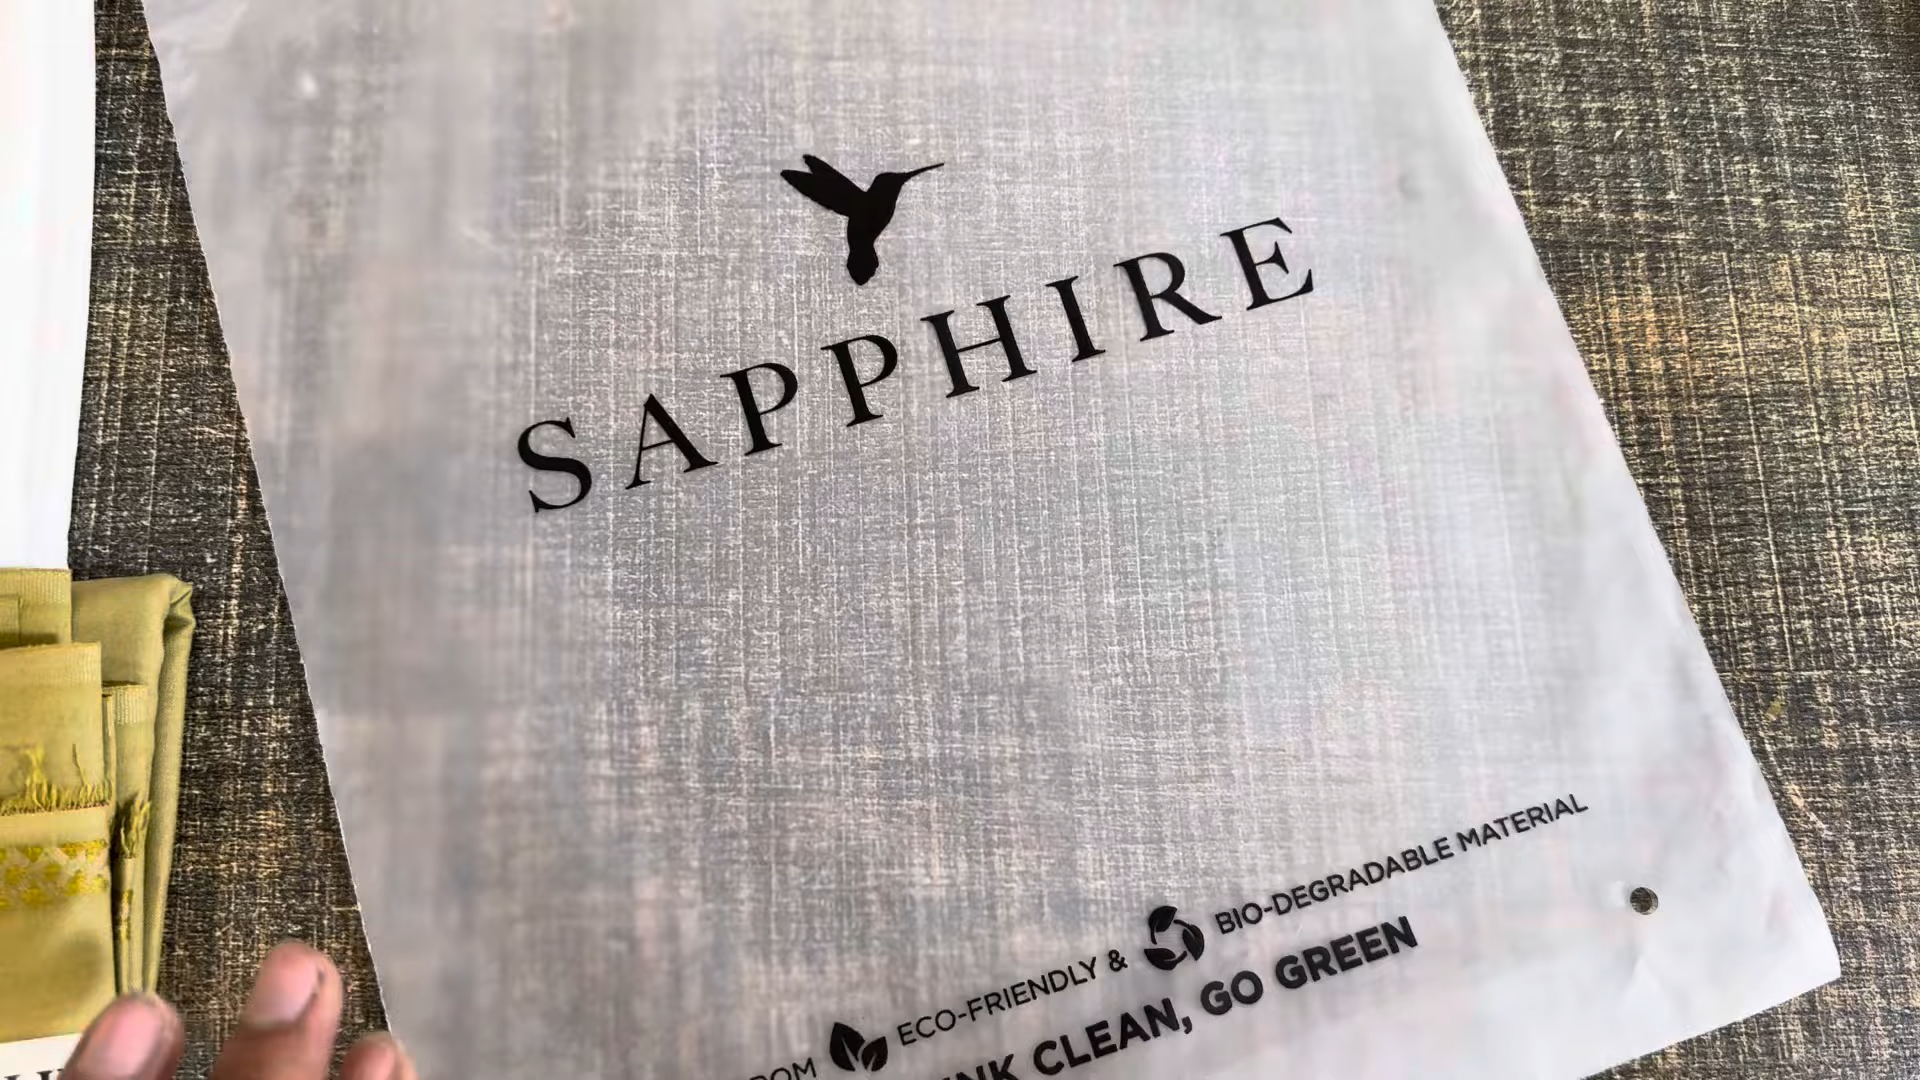 SAPPHIRE
ECO-FRIENDLY & BIO-DEGRADABLE MATERIAL
CLEAN, GO GREEN